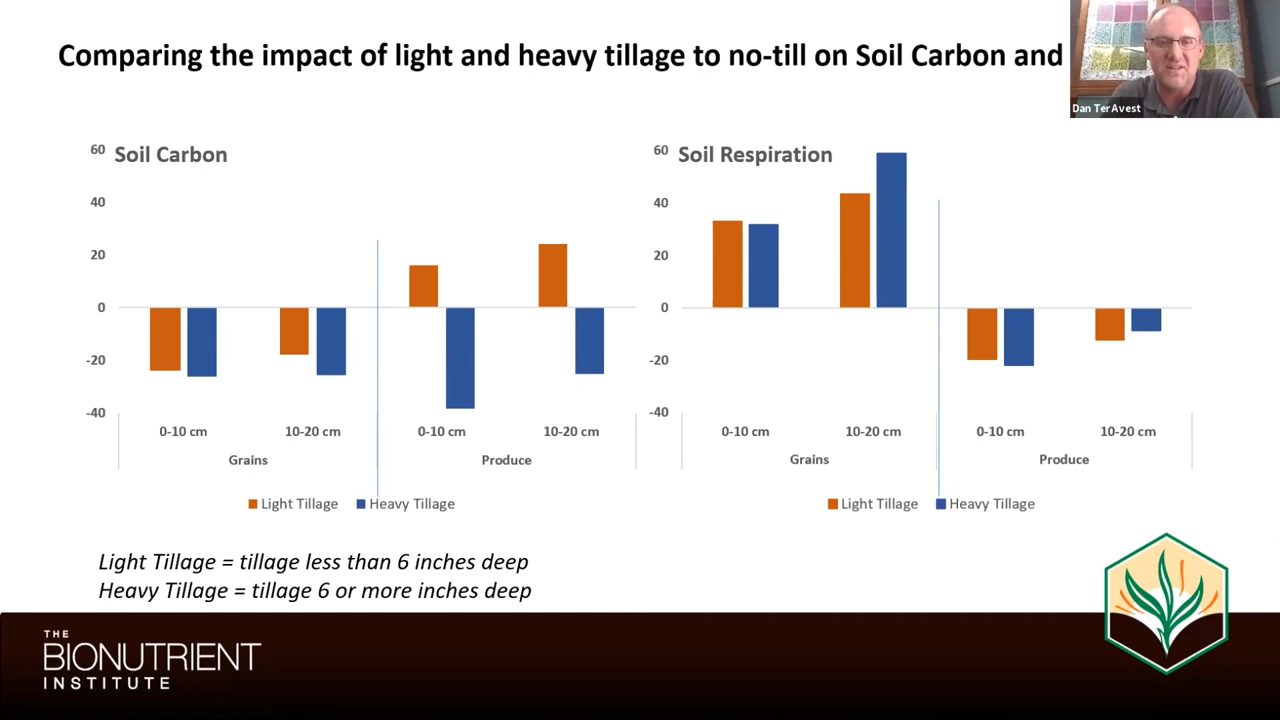 Comparing the impact of light and heavy tillage to no-till on Soil Carbon and
Dan Ter Avest
Soil Carbon
60
40
20
0
-20
-40
0-10 cm
10-20 cm
0-10 cm
10-20 cm
Grains
Produce
Light Tillage
Heavy Tillage
Soil Respiration
60
40
20
0
-20
-40
0-10 cm
10-20 cm
0-10 cm
10-20 cm
Grains
Produce
Light Tillage
Heavy Tillage
Light Tillage = tillage less than 6 inches deep
Heavy Tillage = tillage 6 or more inches deep
THE
BIONUTRIENT
INSTITUTE